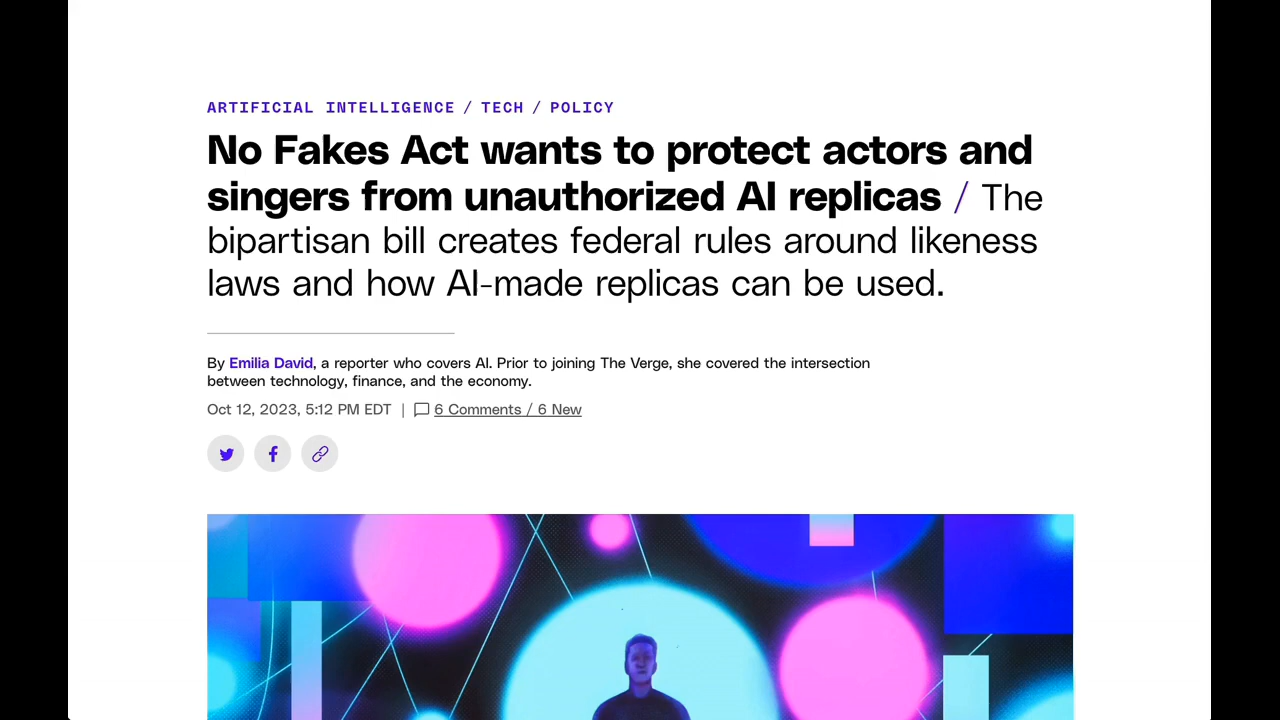 ARTIFICIAL INTELLIGENCE / TECH / POLICY
No Fakes Act wants to protect actors and
singers from unauthorized AI replicas / The
bipartisan bill creates federal rules around likeness
laws and how AI-made replicas can be used.
By Emilia David, a reporter who covers AI. Prior to joining The Verge, she covered the intersection
between technology, finance, and the economy.
Oct 12, 2023, 5:12 PM EDT | 6 Comments / 6 New